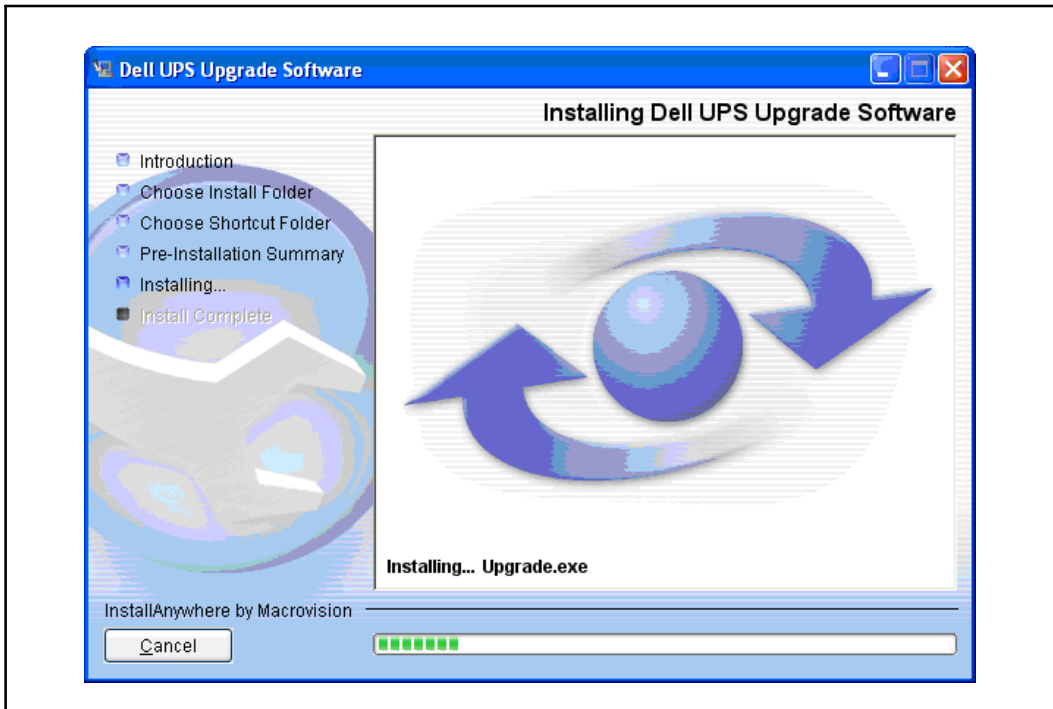 Dell UPS Upgrade Software
Installing Dell UPS Upgrade Software
Introduction
Choose Install Folder
Choose Shortcut Folder
Pre-Installation Summary
Installing...
Install Complete
Installing... Upgrade.exe
InstallAnywhere by Macrovision
Cancel